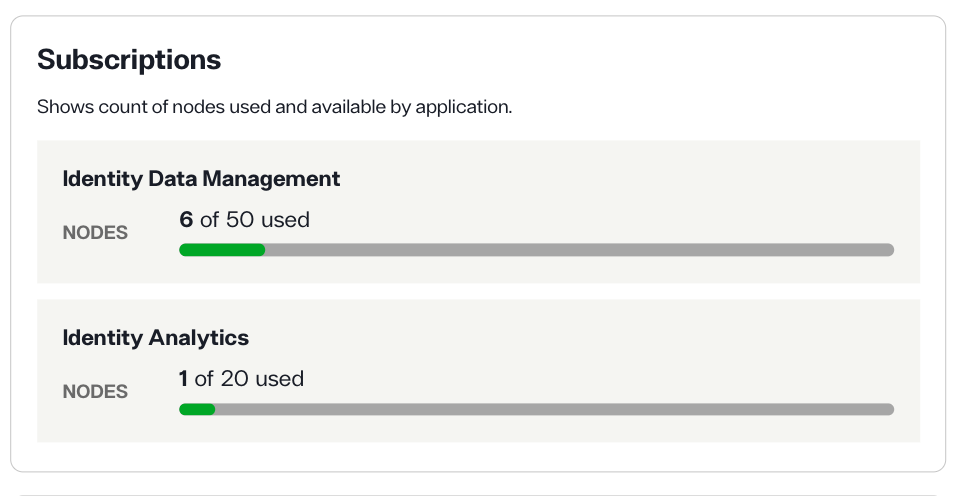 Subscriptions
Shows count of nodes used and available by application.
Identity Data Management
NODES
6 of 50 used
Identity Analytics
NODES
1 of 20 used